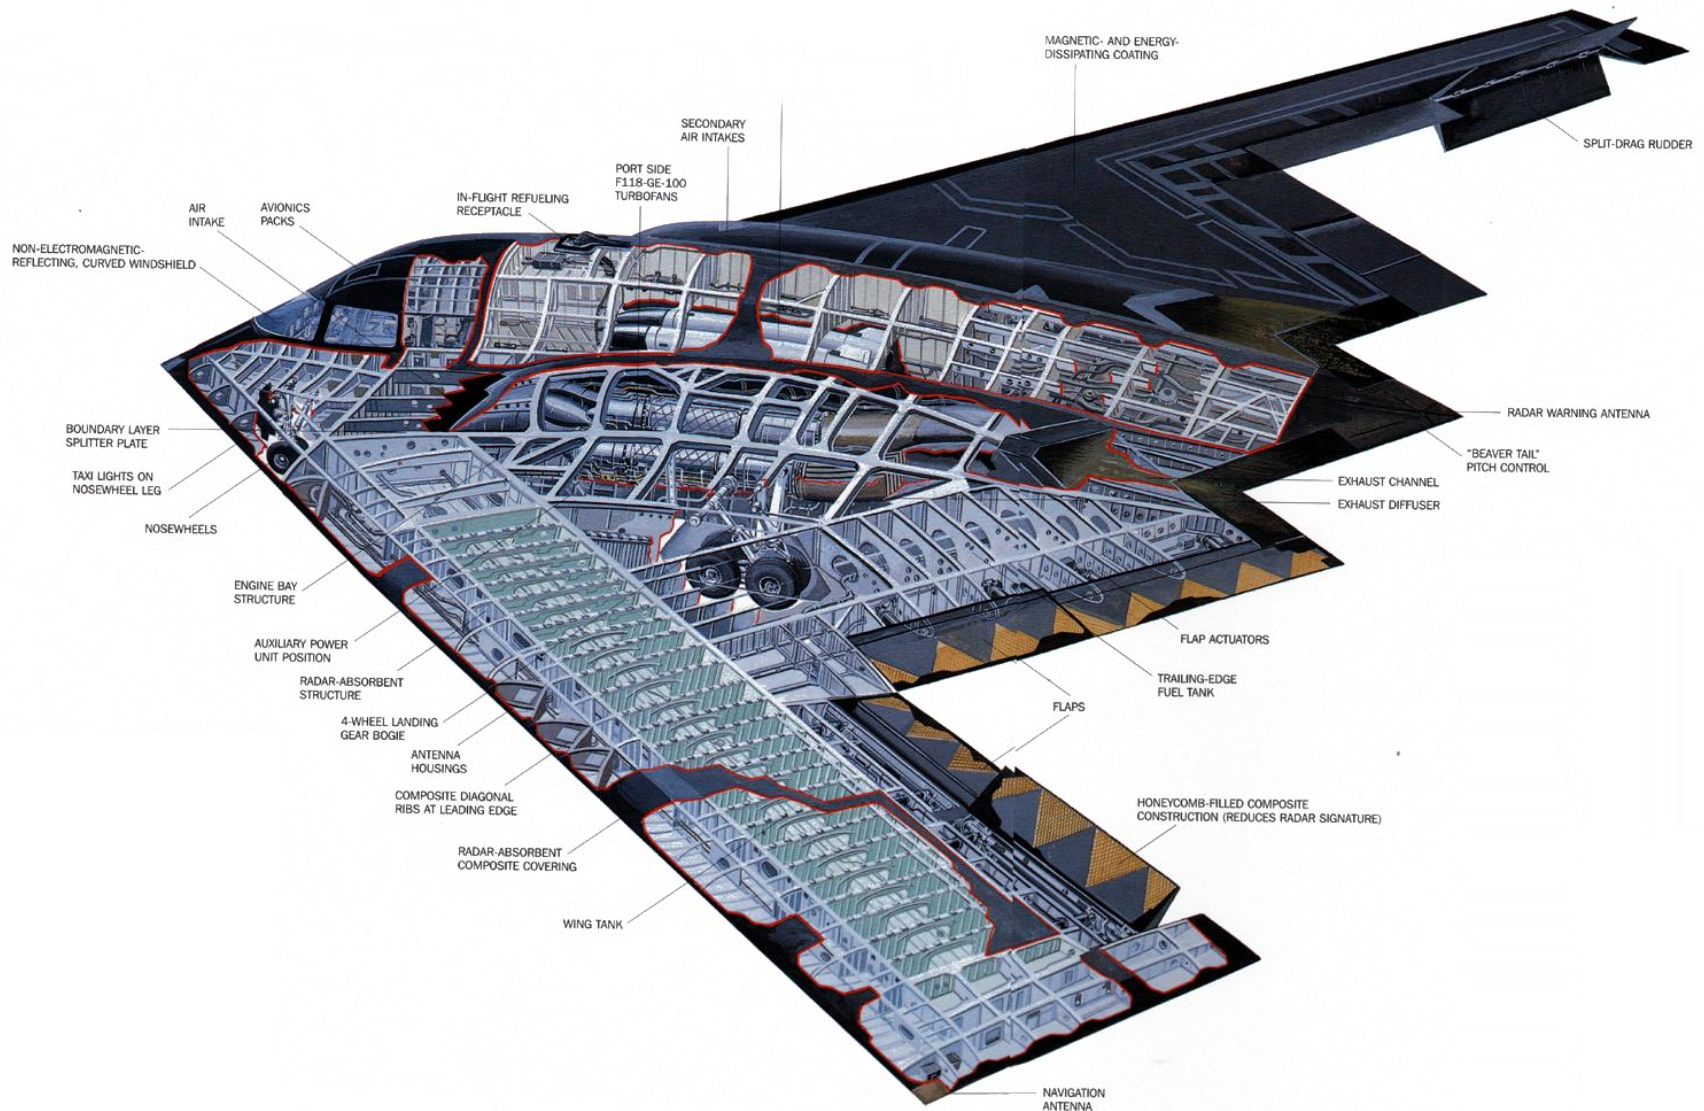 MAGNETIC- AND ENERGY-
DISSIPATING COATING
SECONDARY
AIR INTAKES
SPLIT-DRAG RUDDER
PORT SIDE
F118-GE-100
TURBOFANS
IN-FLIGHT REFUELING
RECEPTACLE
AIR
INTAKE
AVIONICS
PACKS
NON-ELECTROMAGNETIC-
REFLECTING, CURVED WINDSHIELD
RADAR WARNING ANTENNA
BOUNDARY LAYER
SPLITTER PLATE
"BEAVER TAIL"
PITCH CONTROL
TAXI LIGHTS ON
NOSEWHEEL LEG
EXHAUST CHANNEL
EXHAUST DIFFUSER
NOSEWHEELS
ENGINE BAY
STRUCTURE
AUXILIARY POWER
UNIT POSITION
FLAP ACTUATORS
RADAR-ABSORBENT
STRUCTURE
TRAILING-EDGE
FUEL TANK
4-WHEEL LANDING
GEAR BOGIE
FLAPS
ANTENNA
HOUSINGS
COMPOSITE DIAGONAL
RIBS AT LEADING EDGE
HONEYCOMB-FILLED COMPOSITE
CONSTRUCTION (REDUCES RADAR SIGNATURE)
RADAR-ABSORBENT
COMPOSITE COVERING
WING TANK
NAVIGATION
ANTENNA